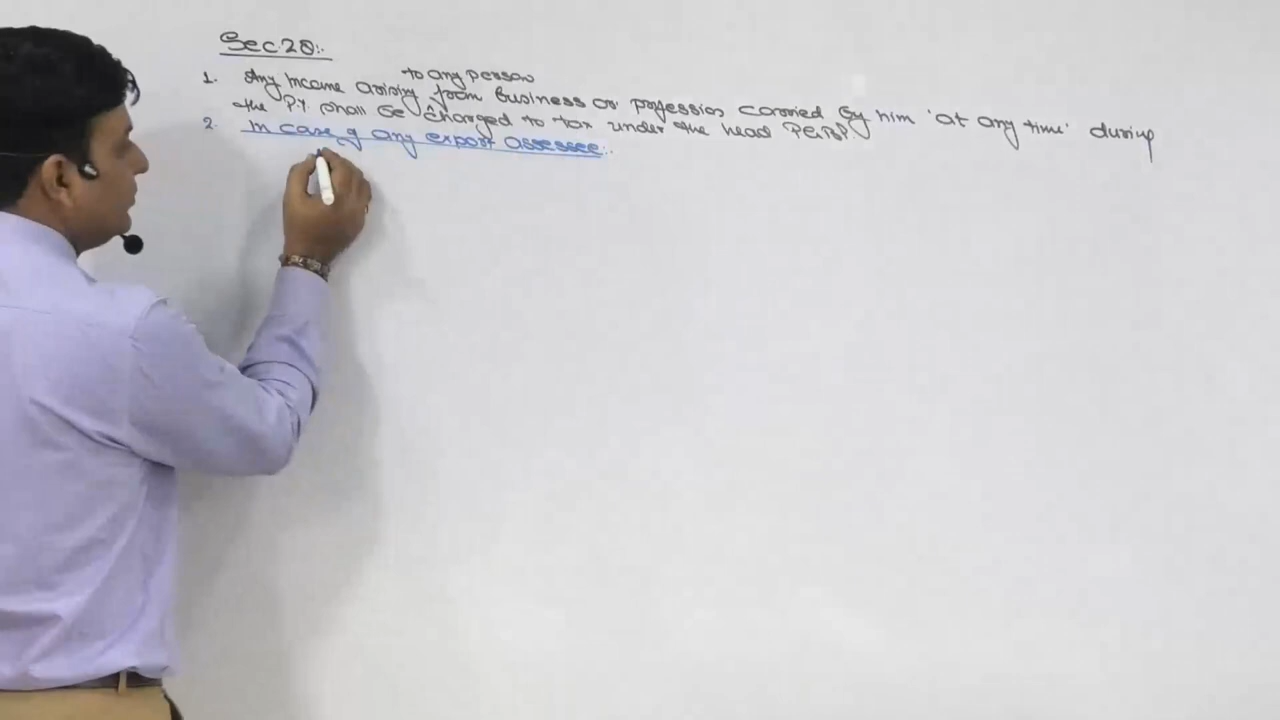 Sec.28:.
1. Any Income arising to any person from business or profession carried by him 'at any time' during
the P.Y. shall be charged to tax under the head PGBP.
2. In case of any export assessee:.